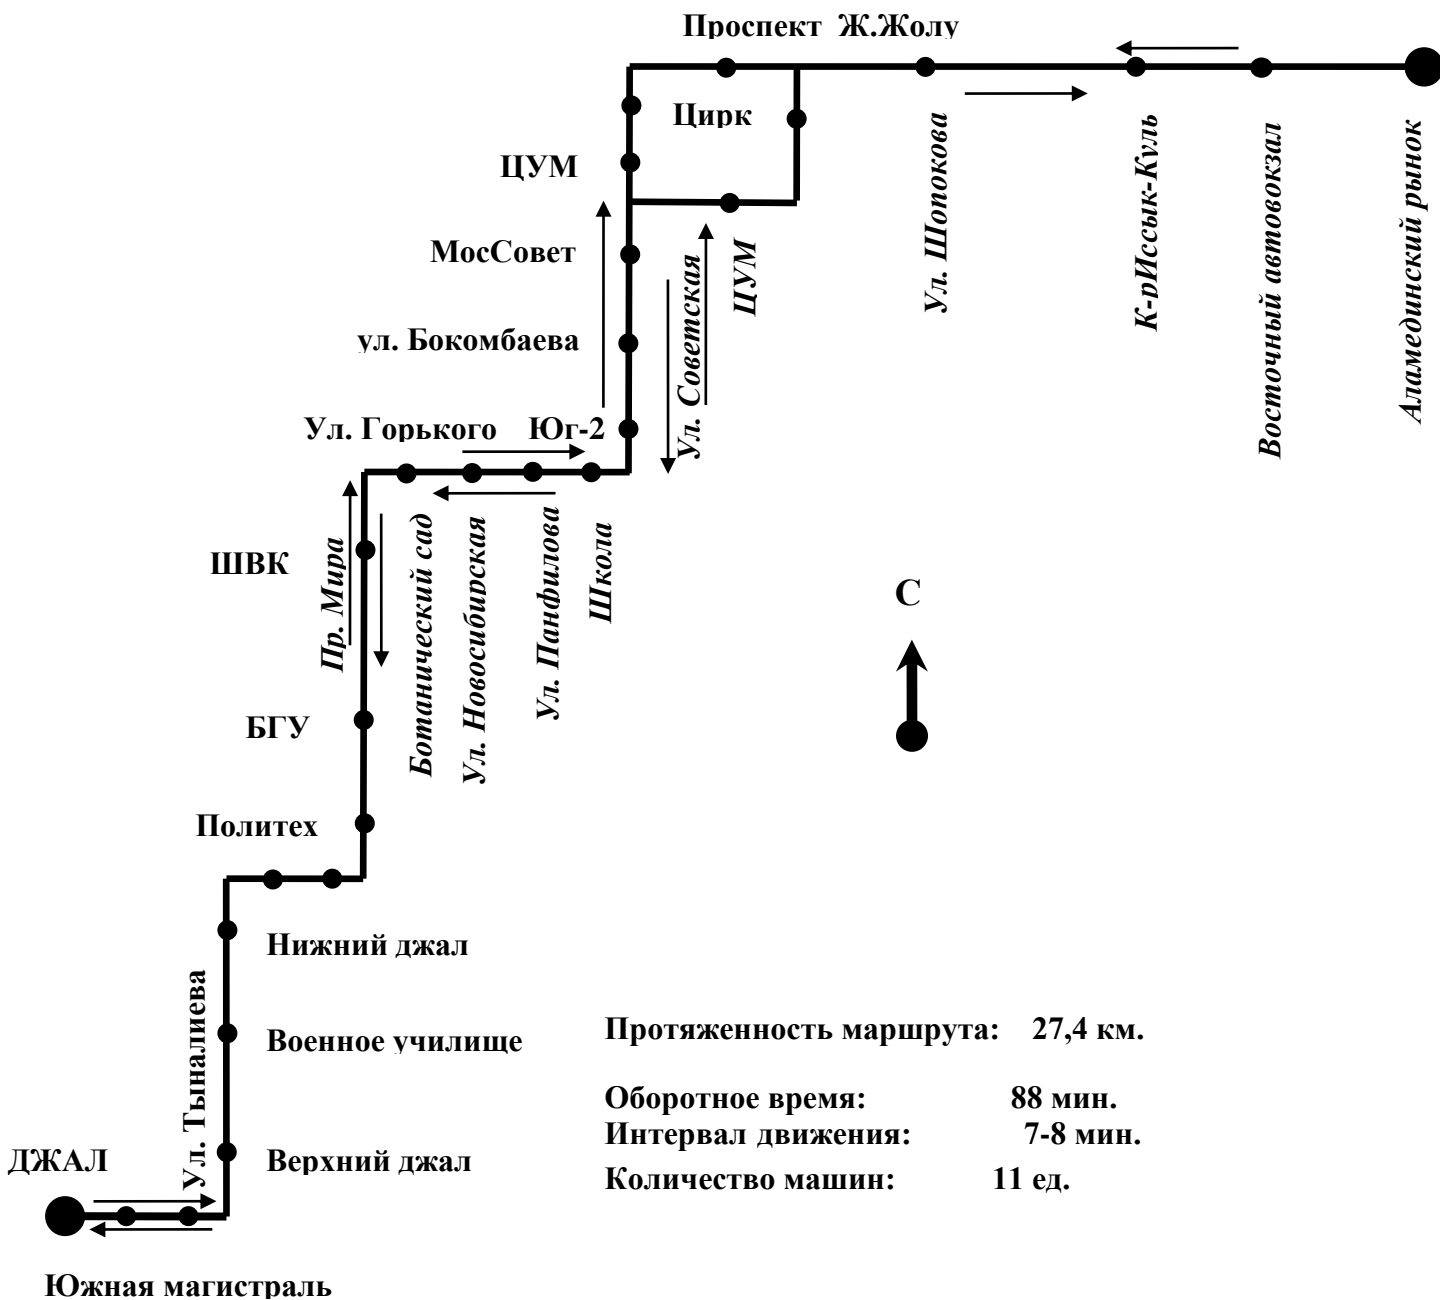 Проспект Ж.Жолу
Цирк
ЦУМ
МосСовет
ул. Бокомбаева
Ул. Горького Юг-2
Ул. Советская
ЦУМ
Ул. Шопокова
К-рИссык-Куль
Восточный автовокзал
Аламединский рынок
ШВК
Пр. Мира
Ботанический сад
Ул. Новосибирская
Ул. Панфилова
Школа
С
БГУ
Политех
Нижний джал
Ул. Тыналиева
Военное училище
Верхний джал
ДЖАЛ
Южная магистраль
Протяженность маршрута: 27,4 км.
Оборотное время: 88 мин.
Интервал движения: 7-8 мин.
Количество машин: 11 ед.